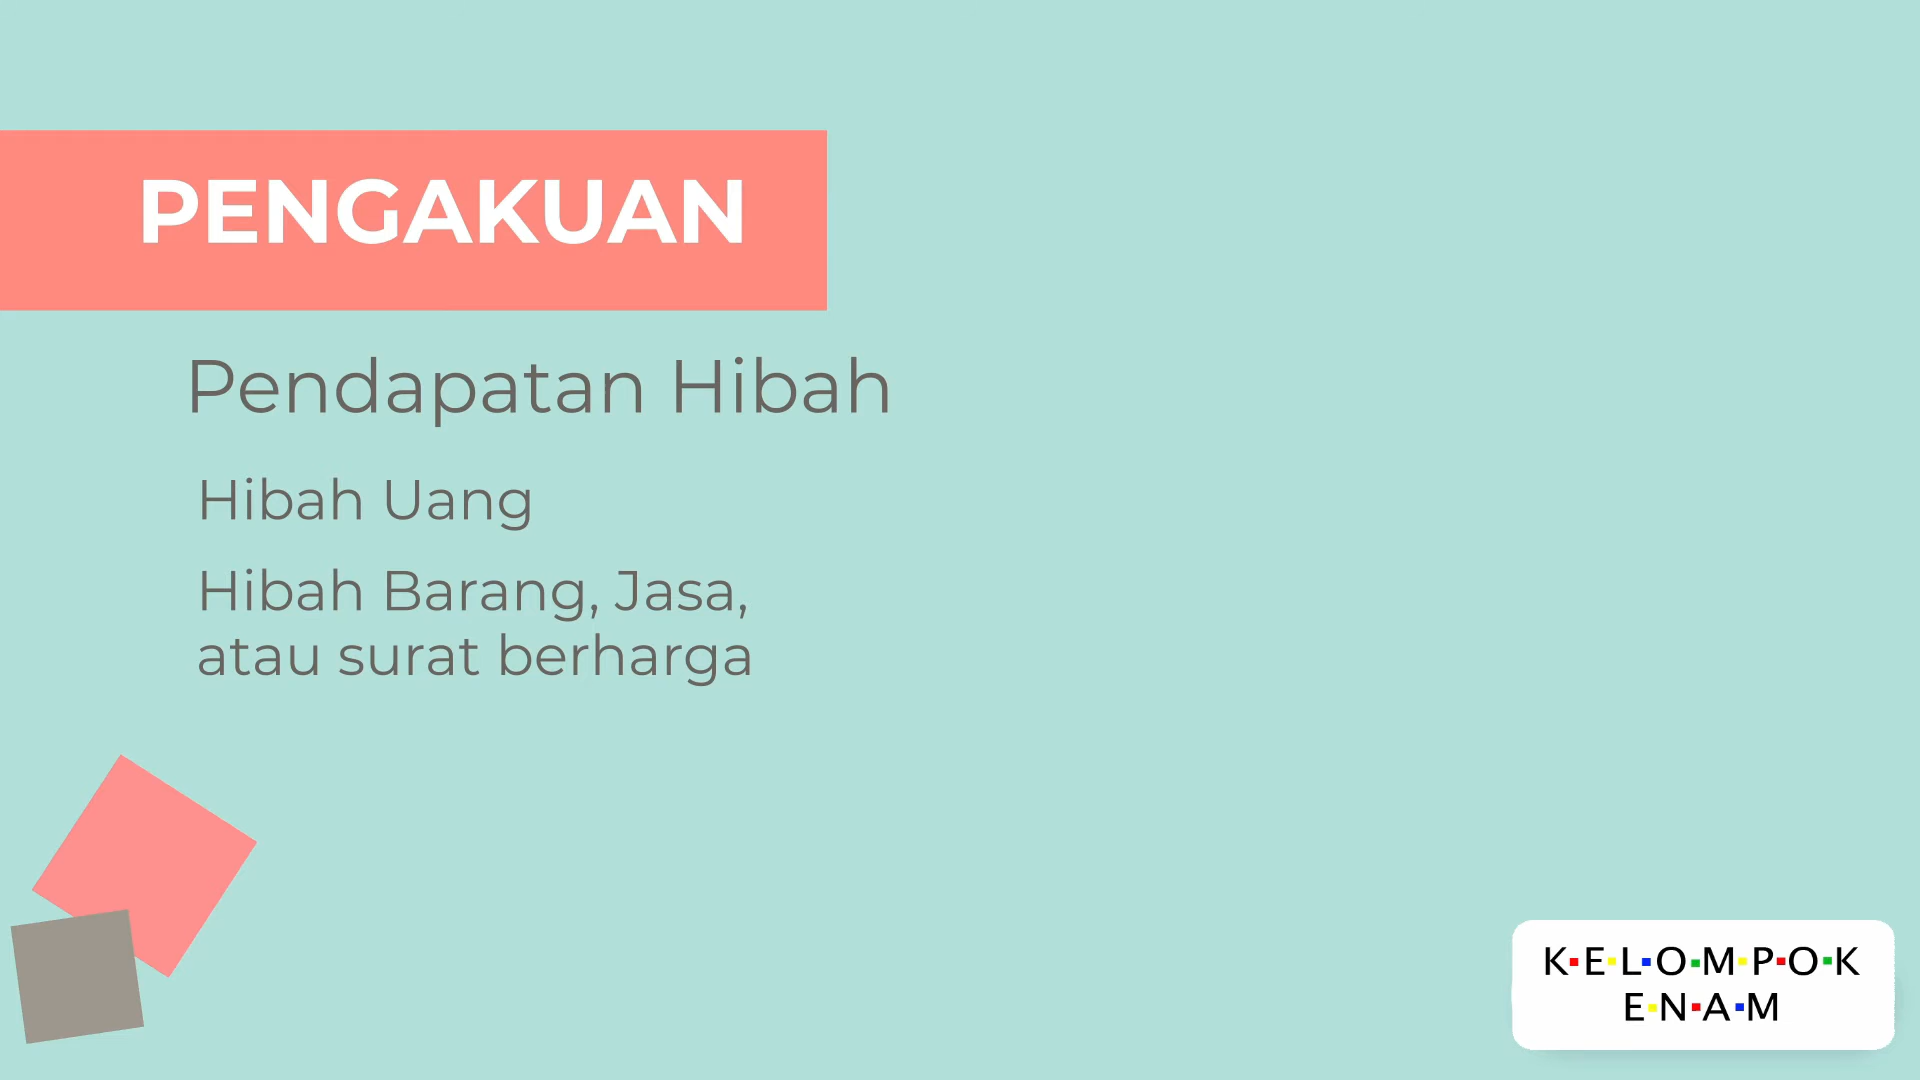 PENGAKUAN
Pendapatan Hibah
Hibah Uang
Hibah Barang, Jasa,
atau surat berharga
K·E·L·O·M·P·O·K
E·N·A·M